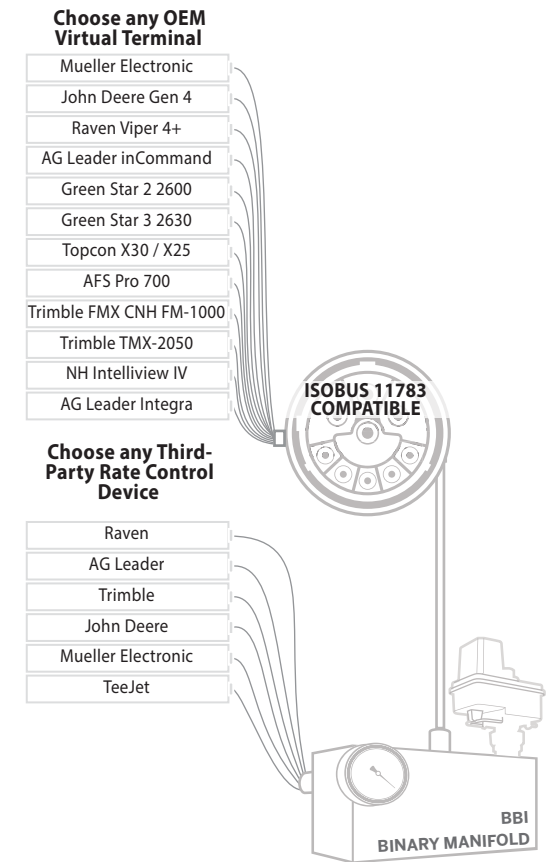 Choose any OEM
Virtual Terminal
Mueller Electronic
John Deere Gen 4
Raven Viper 4+
AG Leader inCommand
Green Star 2 2600
Green Star 3 2630
Topcon X30 / X25
AFS Pro 700
Trimble FMX CNH FM-1000
Trimble TMX-2050
NH Intelliview IV
AG Leader Integra
ISOBUS 11783
COMPATIBLE
Choose any Third-
Party Rate Control
Device
Raven
AG Leader
Trimble
John Deere
Mueller Electronic
TeeJet
BBI
BINARY MANIFOLD